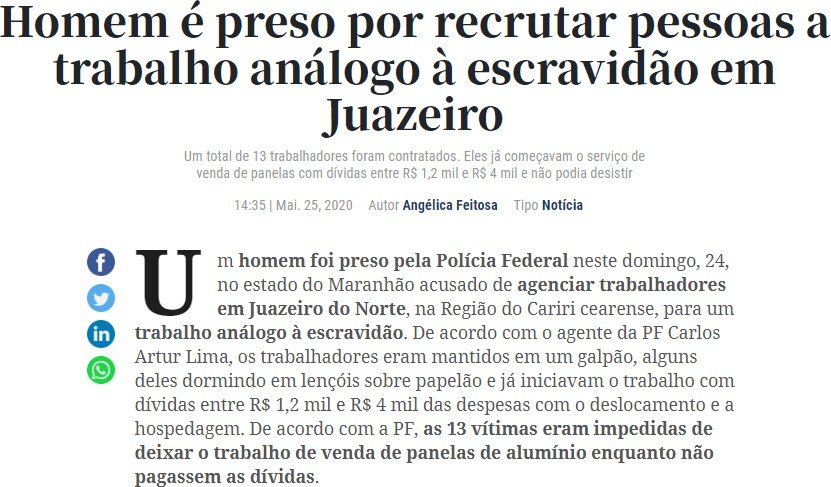 Homem é preso por recrutar pessoas a
trabalho análogo à escravidão em
Juazeiro
Um total de 13 trabalhadores foram contratados. Eles já começavam o serviço de
venda de panelas com dívidas entre R$ 1,2 mil e R$ 4 mil e não podia desistir
14:35 | Mai. 25, 2020 Autor Angélica Feitosa Tipo Notícia
Um homem foi preso pela Polícia Federal neste domingo, 24,
no estado do Maranhão acusado de agenciar trabalhadores
em Juazeiro do Norte, na Região do Cariri cearense, para um
trabalho análogo à escravidão. De acordo com o agente da PF Carlos
Artur Lima, os trabalhadores eram mantidos em um galpão, alguns
deles dormindo em lençóis sobre papelão e já iniciavam o trabalho com
dívidas entre R$ 1,2 mil e R$ 4 mil das despesas com o deslocamento e a
hospedagem. De acordo com a PF, as 13 vítimas eram impedidas de
deixar o trabalho de venda de panelas de alumínio enquanto não
pagassem as dívidas.